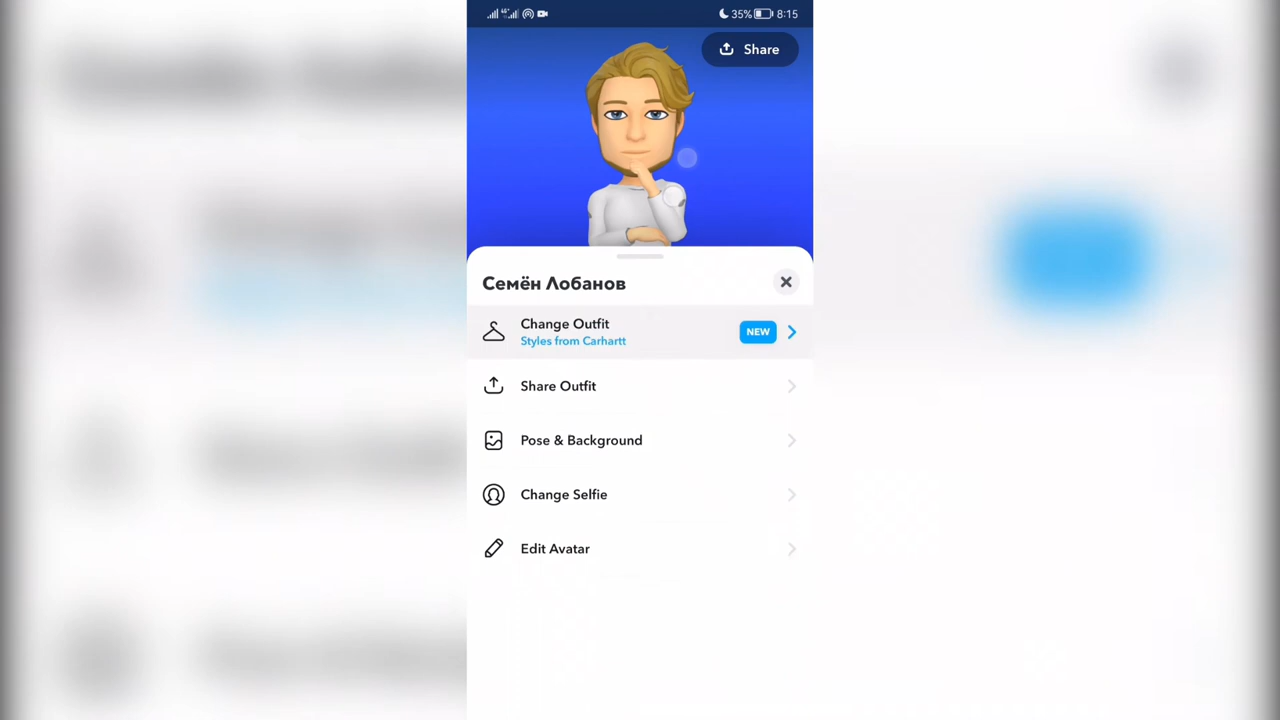 35% 8:15
Share
Семён Лобанов
Change Outfit
Styles from Carhartt
NEW
Share Outfit
Pose & Background
Change Selfie
Edit Avatar